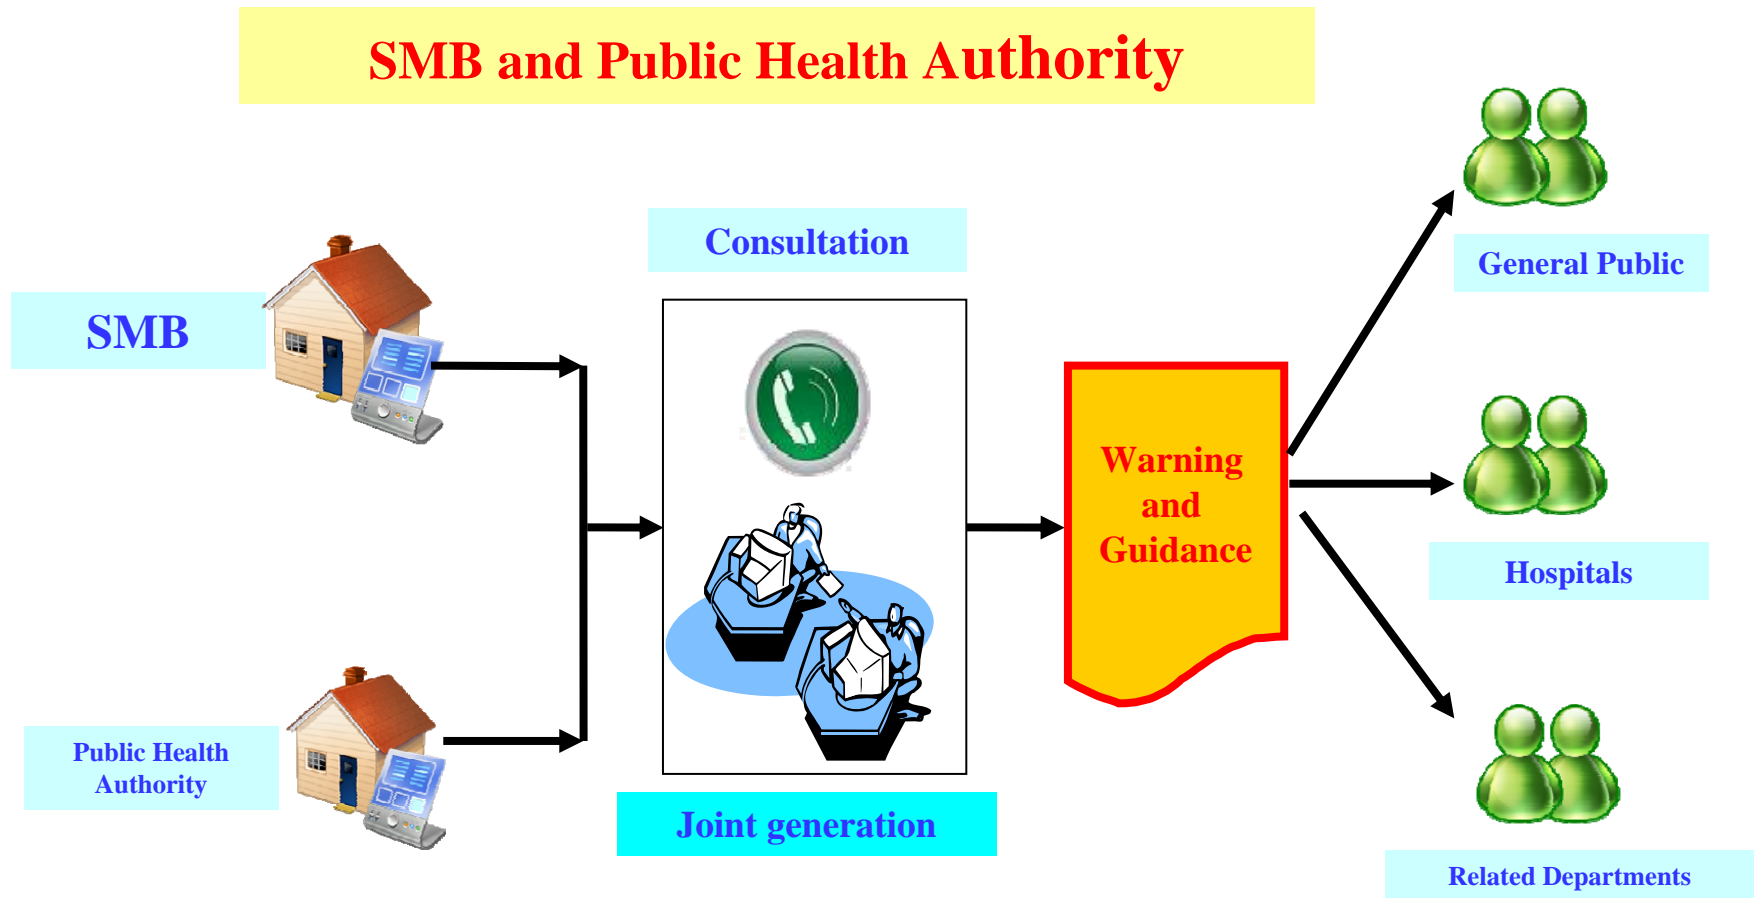 SMB and Public Health Authority
SMB
Public Health
Authority
Consultation
Joint generation
Warning
and
Guidance
General Public
Hospitals
Related Departments